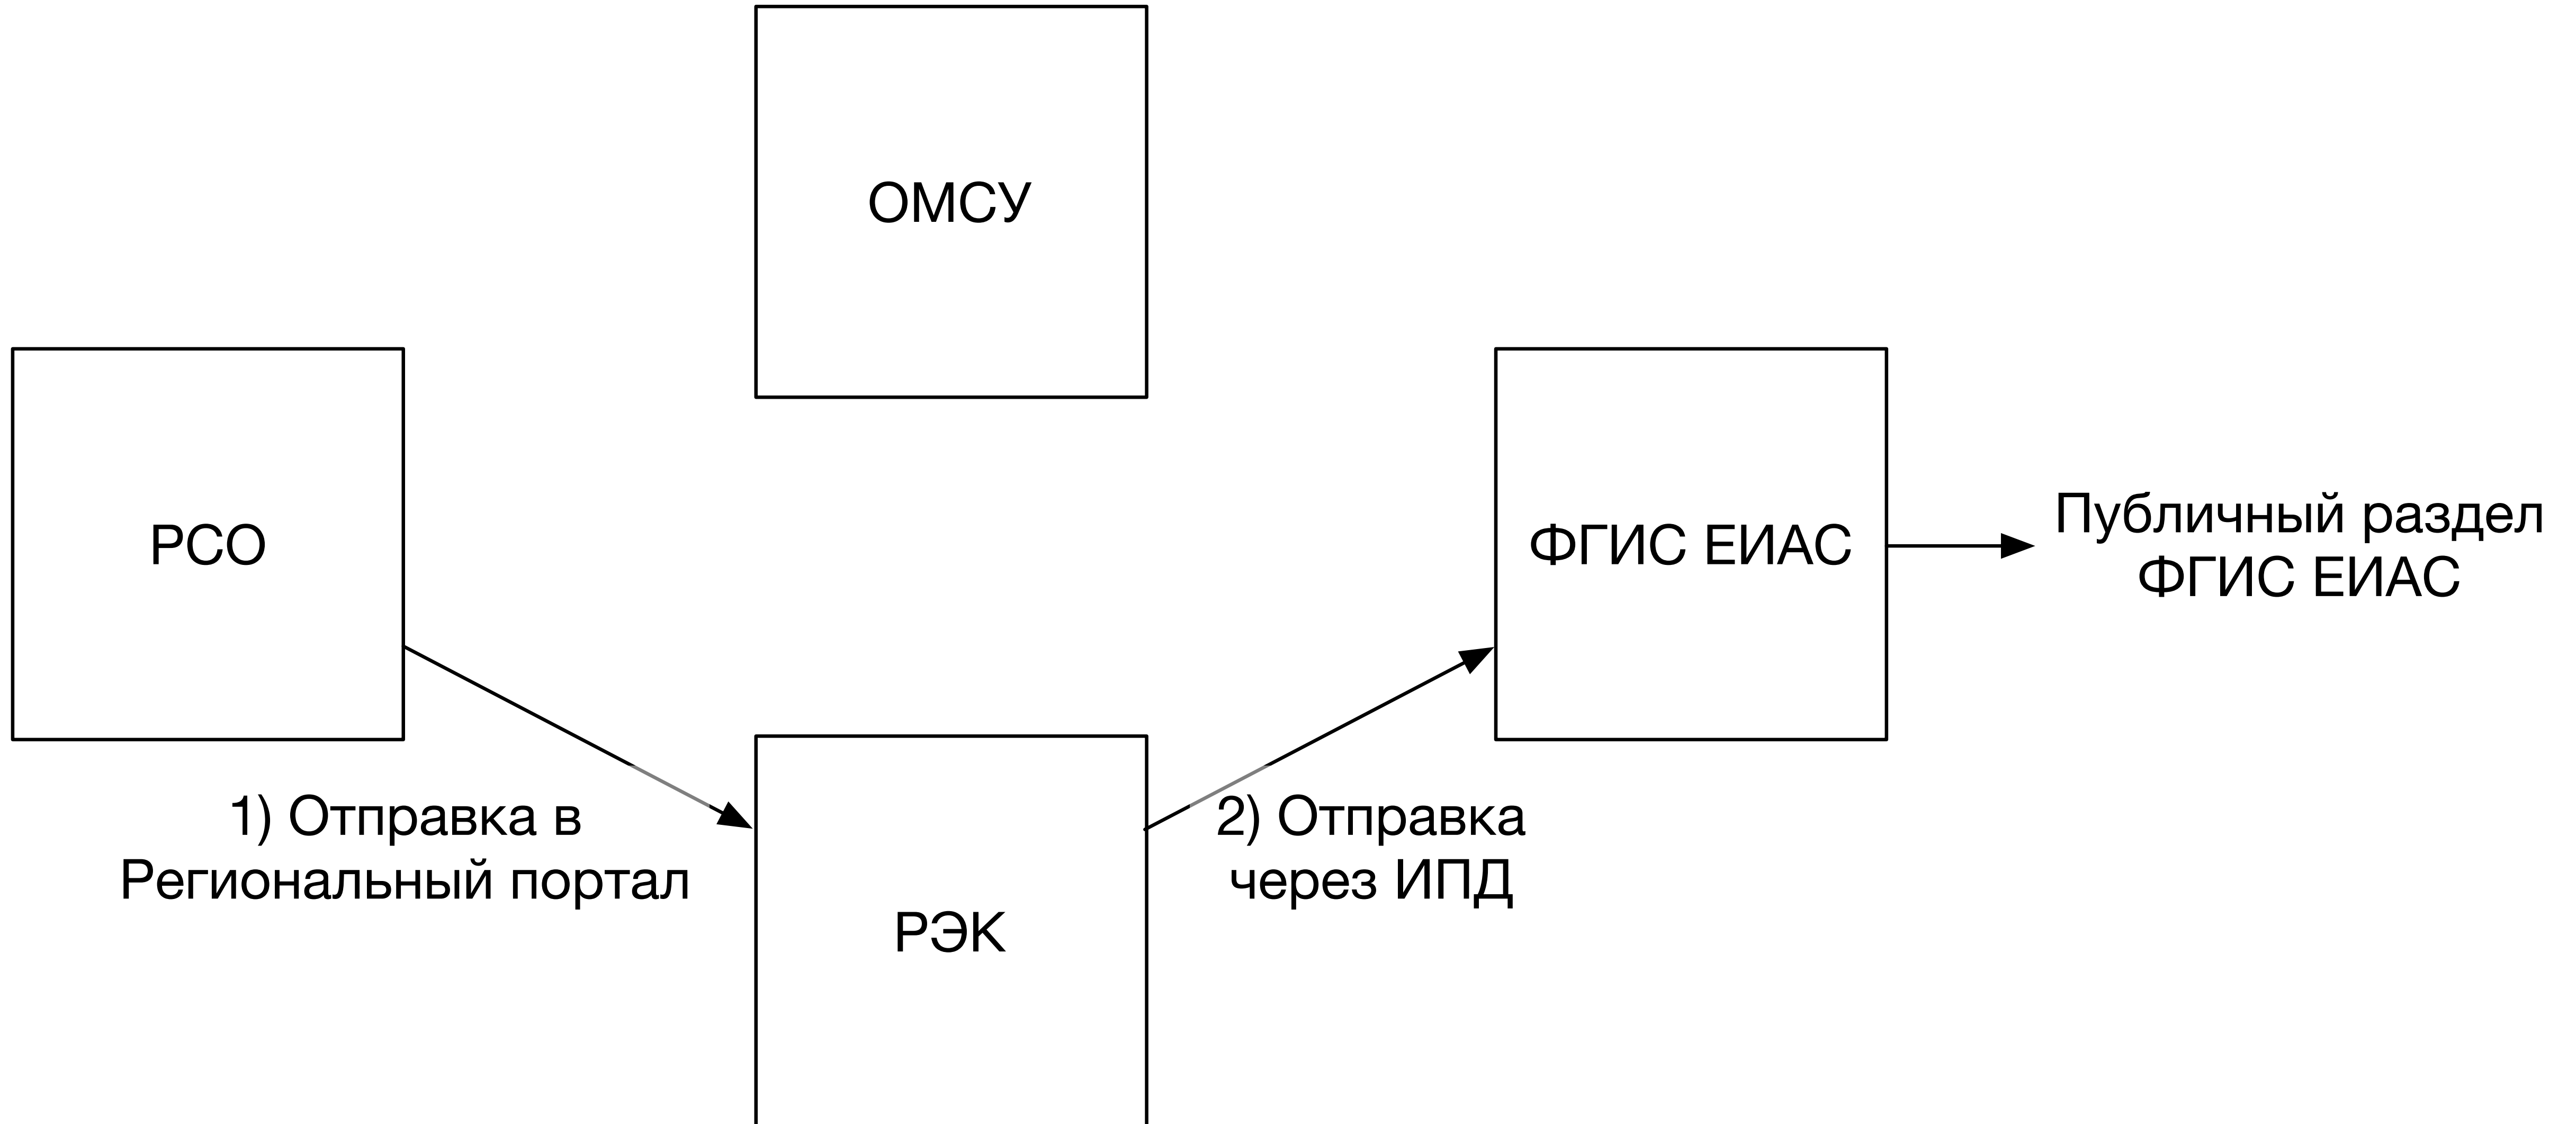 ОМСУ
РСО
ФГИС ЕИАС
Публичный раздел
ФГИС ЕИАС
1) Отправка в
Региональный портал
2) Отправка
через ИПД
РЭК